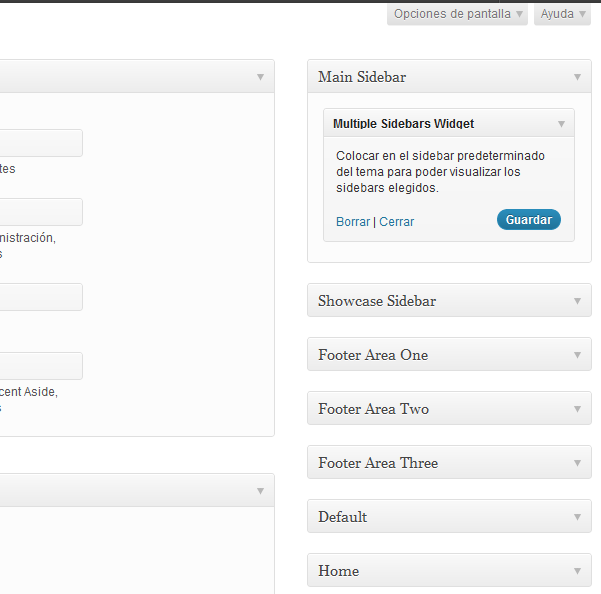 Opciones de pantalla
Ayuda
tes
nistración,
s
cent Aside,
s
Main Sidebar
Multiple Sidebars Widget
Colocar en el sidebar predeterminado
del tema para poder visualizar los
sidebars elegidos.
Borrar | Cerrar
Guardar
Showcase Sidebar
Footer Area One
Footer Area Two
Footer Area Three
Default
Home